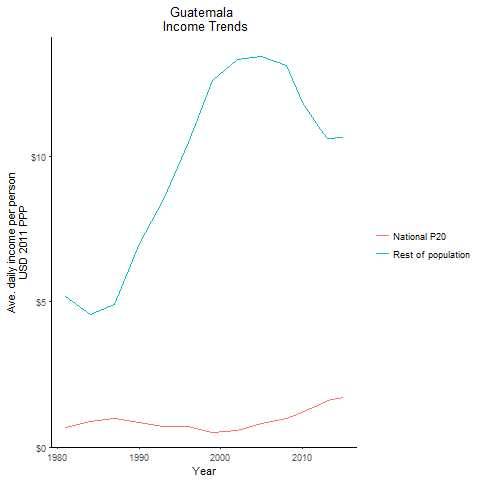 Guatemala
Income Trends
Ave. daily income per person
USD 2011 PPP
$10
$5
$0
1980 1990 2000 2010
Year
National P20
Rest of population